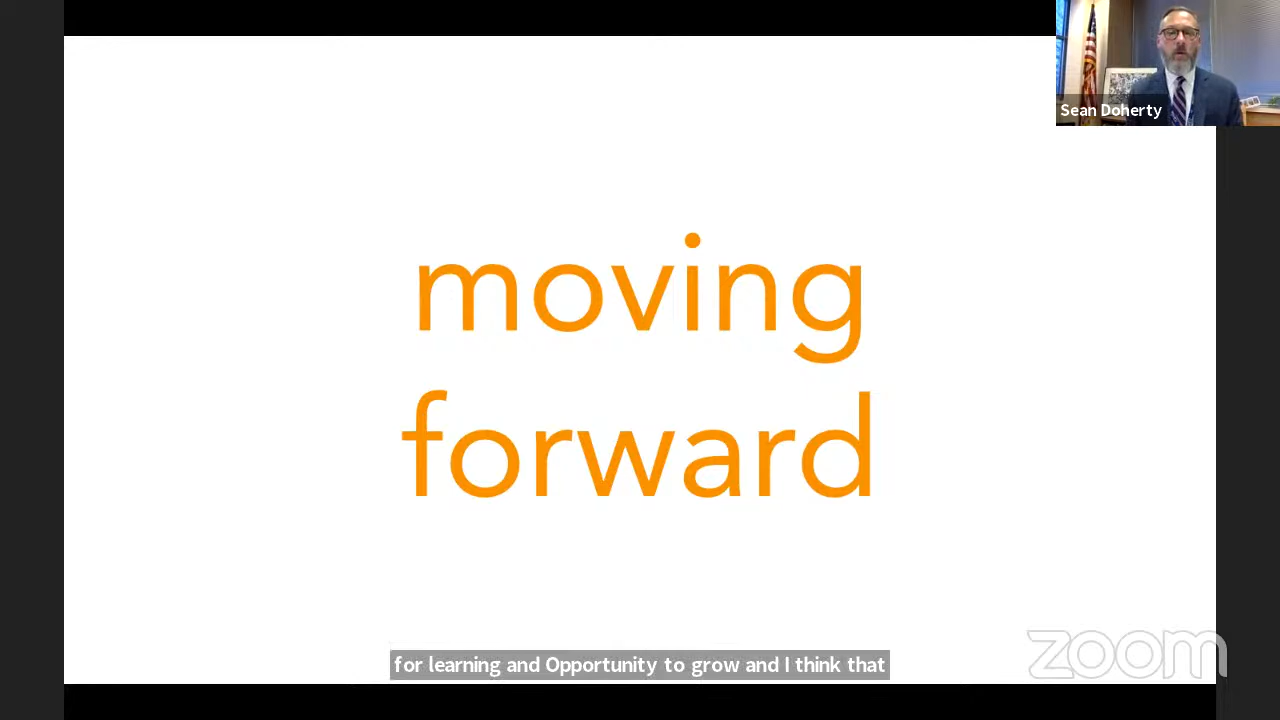 Sean Doherty
moving
forward
for learning and Opportunity to grow and I think that
zoom